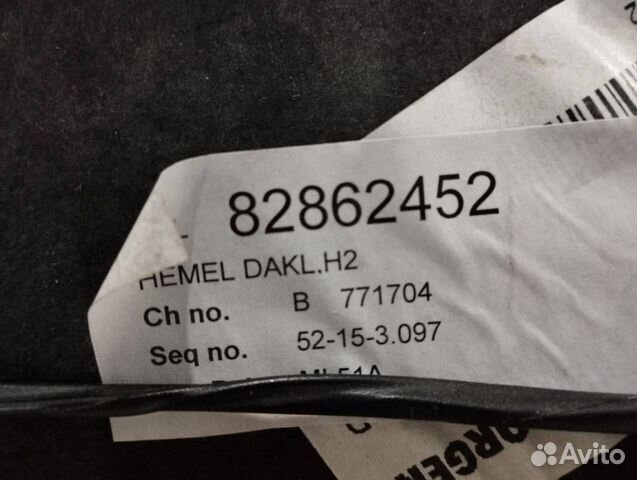 82862452
HEMEL DAKL.H2
Ch no. B 771704
Seq no. 52-15-3.097
Avito